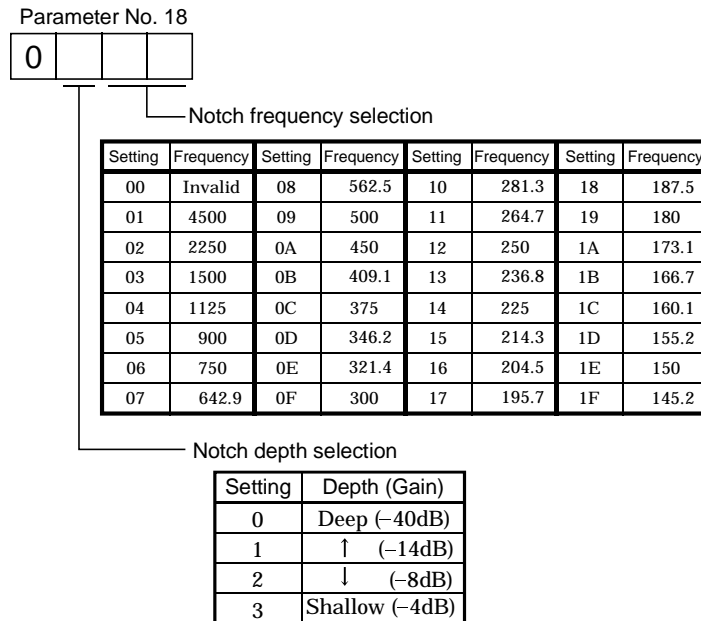 Parameter No. 18
0
Notch frequency selection
Setting Frequency Setting Frequency Setting Frequency Setting Frequency
00 Invalid 08 562.5 10 281.3 18 187.5
01 4500 09 500 11 264.7 19 180
02 2250 0A 450 12 250 1A 173.1
03 1500 0B 409.1 13 236.8 1B 166.7
04 1125 0C 375 14 225 1C 160.1
05 900 0D 346.2 15 214.3 1D 155.2
06 750 0E 321.4 16 204.5 1E 150
07 642.9 0F 300 17 195.7 1F 145.2
Notch depth selection
Setting Depth (Gain)
0 Deep (−40dB)
1 ↑ (−14dB)
2 ↓ (−8dB)
3 Shallow (−4dB)